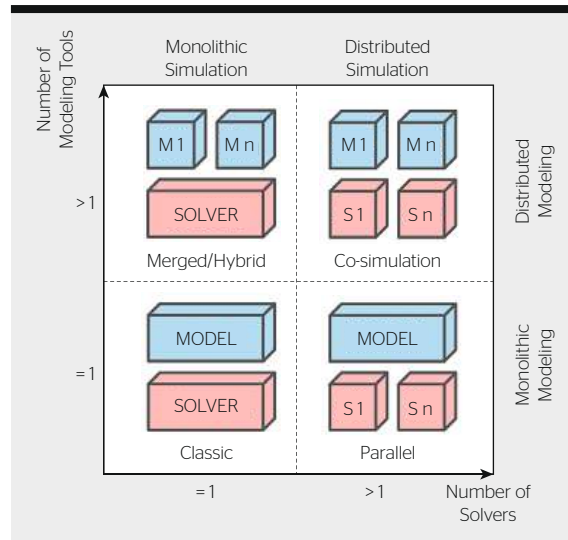 Monolithic
Simulation
Distributed
Simulation
Number of
Modeling Tools
M 1
M n
M 1
M n
>1
SOLVER
S 1
S n
Merged/Hybrid
Co-simulation
Distributed
Modeling
MODEL
MODEL
=1
SOLVER
S 1
S n
Classic
Parallel
Monolithic
Modeling
=1
>1
Number of
Solvers